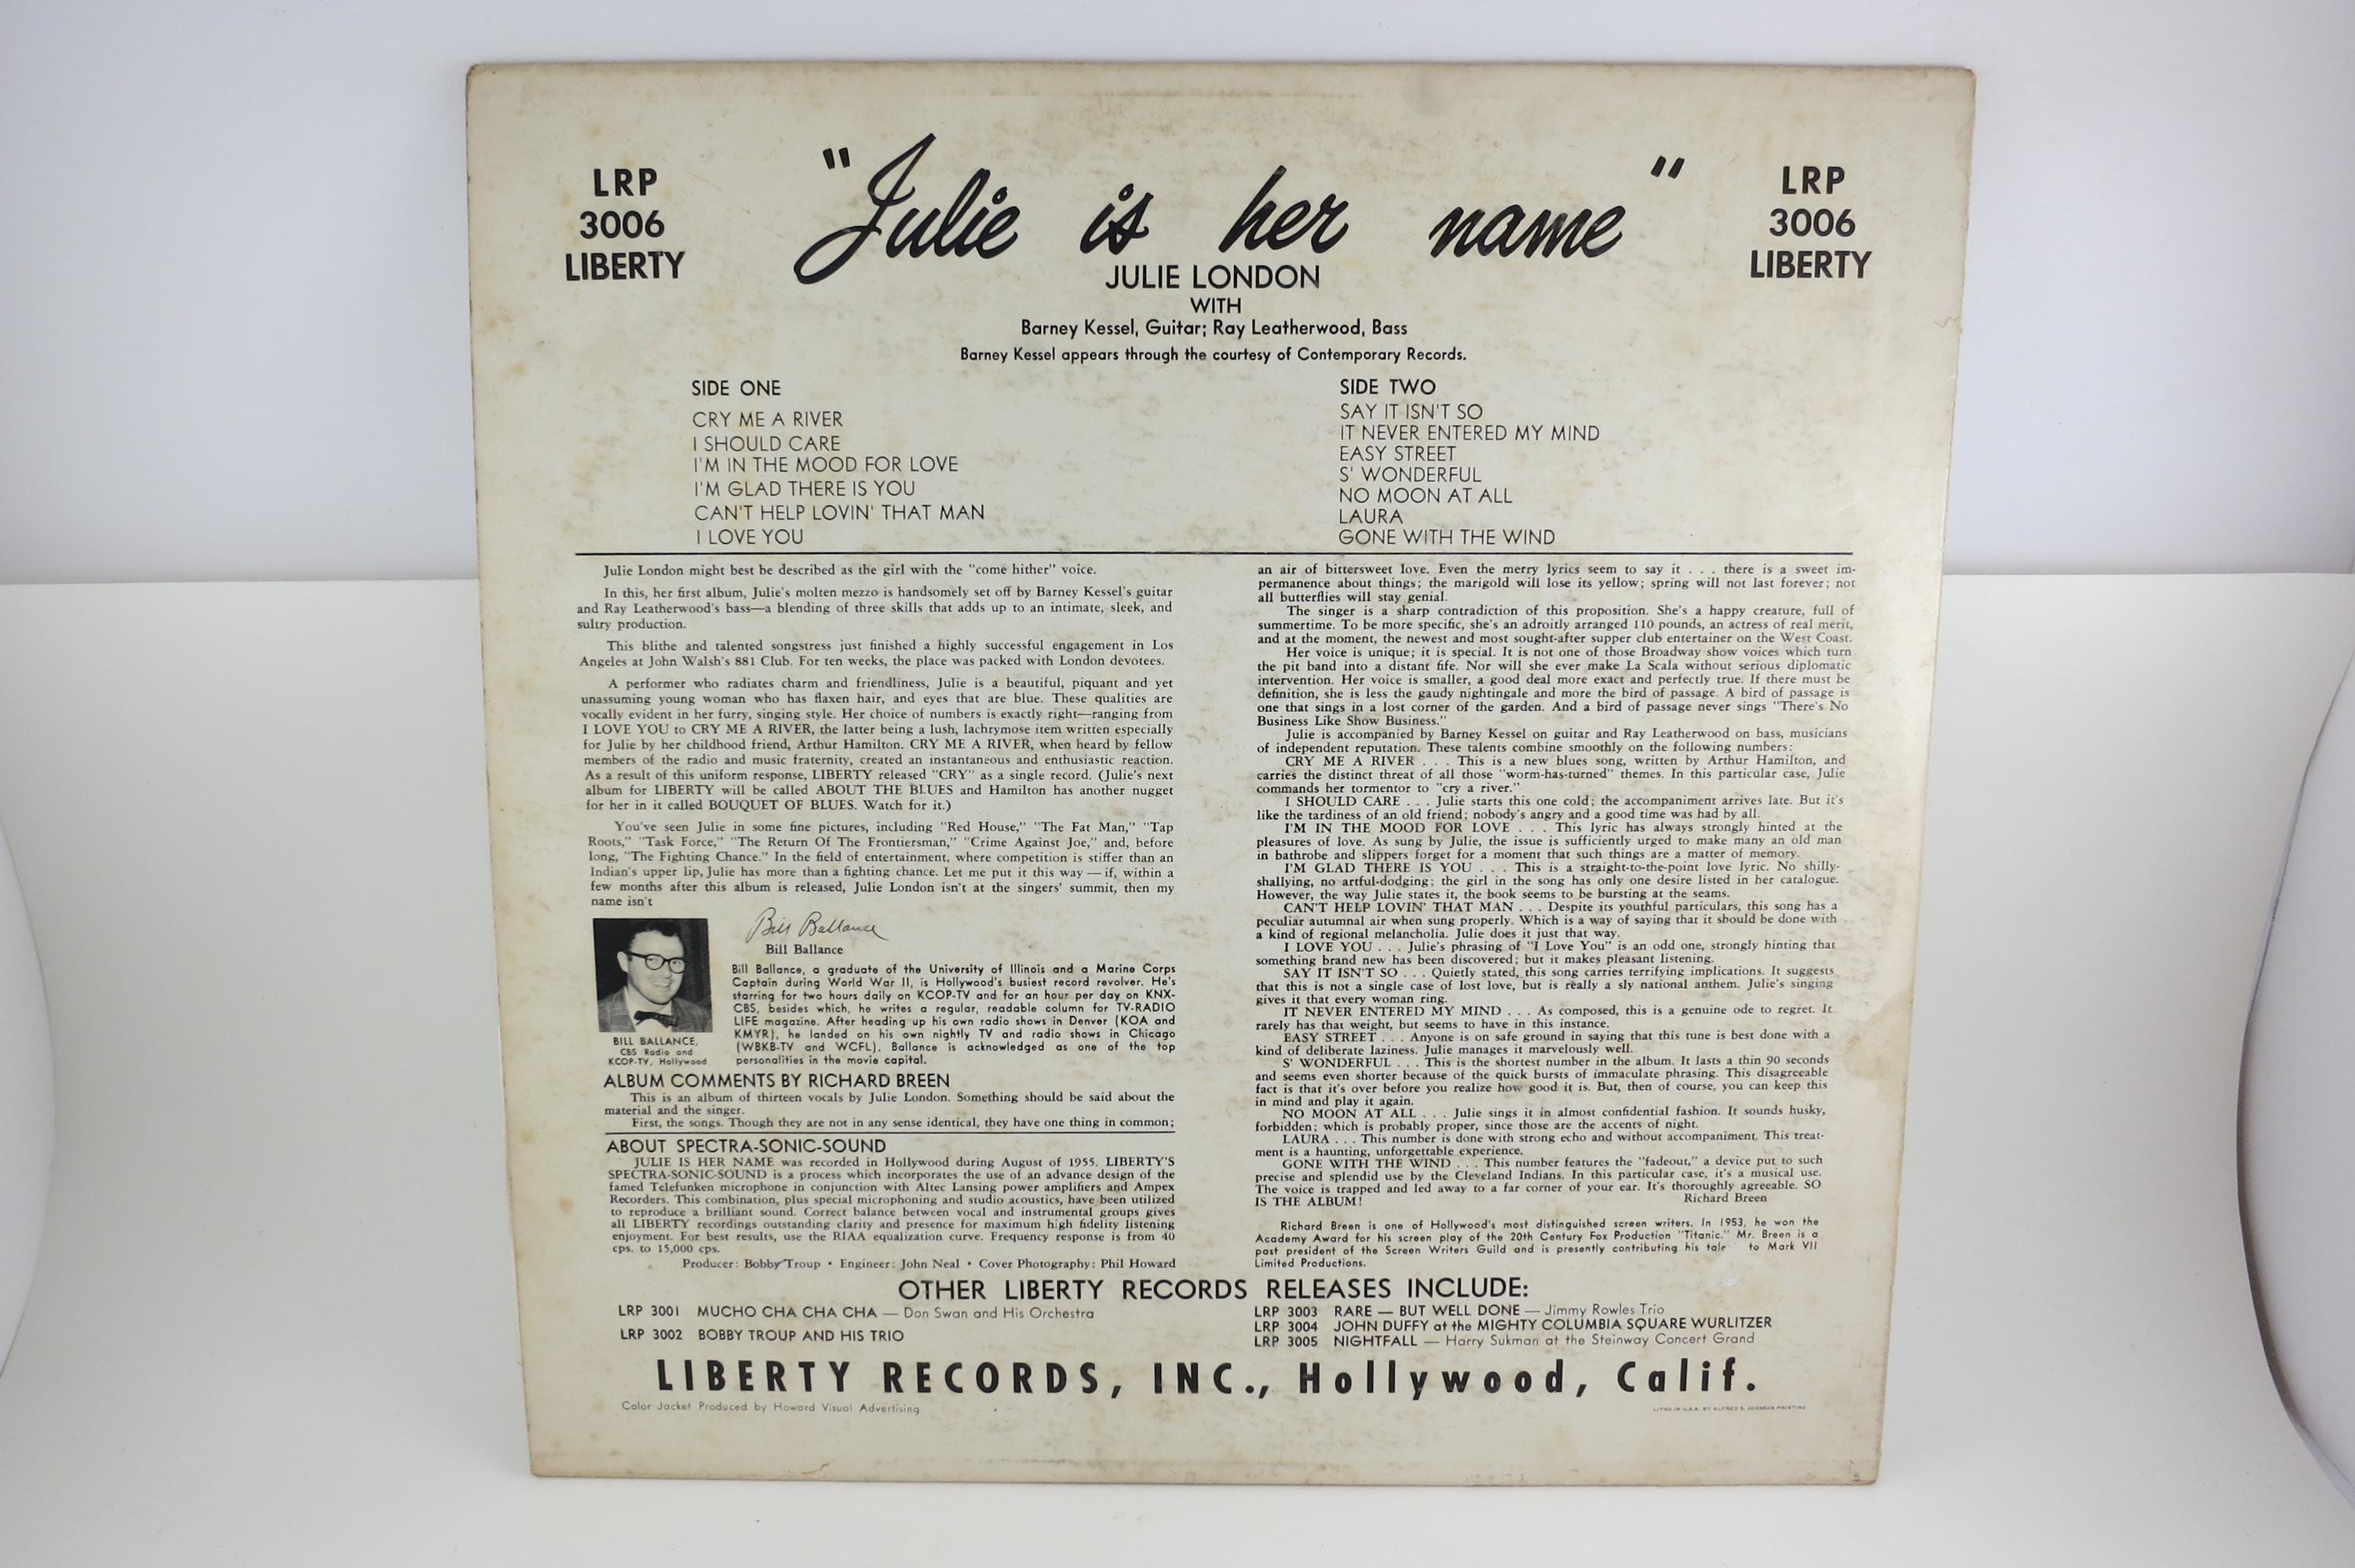 LRP
3006
LIBERTY
"Julie is her name"
LRP
3006
LIBERTY
JULIE LONDON
WITH
Barney Kessel, Guitar; Ray Leatherwood, Bass
Barney Kessel appears through the courtesy of Contemporary Records.
SIDE ONE
CRY ME A RIVER
I SHOULD CARE
I'M IN THE MOOD FOR LOVE
I'M GLAD THERE IS YOU
CAN'T HELP LOVIN' THAT MAN
I LOVE YOU
SIDE TWO
SAY IT ISN'T SO
IT NEVER ENTERED MY MIND
EASY STREET
S' WONDERFUL
NO MOON AT ALL
LAURA
GONE WITH THE WIND
Julie London might best be described as the girl with the "come hither" voice.
In this, her first album, Julie's molten mezzo is handsomely set off by Barney Kessel's guitar
and Ray Leatherwood's bass—a blending of three skills that adds up to an intimate, sleek, and
sultry production.
This blithe and talented songstress just finished a highly successful engagement in Los
Angeles at John Walsh's 881 Club. For ten weeks, the place was packed with London devotees.
A performer who radiates charm and friendliness, Julie is a beautiful, piquant and yet
unassuming young woman who has flaxen hair, and eyes that are blue. These qualities are
vocally evident in her furry, singing style. Her choice of numbers is exactly right—ranging from
I LOVE YOU to CRY ME A RIVER, the latter being a lush, lachrymose item written especially
for Julie by her childhood friend, Arthur Hamilton. CRY ME A RIVER, when heard by fellow
members of the radio and music fraternity, created an instantaneous and enthusiastic reaction.
As a result of this uniform response, LIBERTY released "CRY" as a single record. (Julie's next
album for LIBERTY will be called ABOUT THE BLUES and Hamilton has another nugget
for her in it called BOUQUET OF BLUES. Watch for it.)
You've seen Julie in some fine pictures, including "Red House," "The Fat Man," "Tap
Roots," "Task Force," "The Return Of The Frontiersman," "Crime Against Joe," and, before
long, "The Fighting Chance." In the field of entertainment, where competition is stiffer than an
Indian's upper lip, Julie has more than a fighting chance. Let me put it this way — if, within a
few months after this album is released, Julie London isn't at the singers' summit, then my
name isn't
Bill Ballance
Bill Ballance
Bill Ballance, a graduate of the University of Illinois and a Marine Corps
Captain during World War II, is Hollywood's busiest record revolver. He's
starring for two hours daily on KCOP-TV and for an hour per day on KNX-
CBS, besides which, he writes a regular, readable column for TV-RADIO
LIFE magazine. After heading up his own radio shows in Denver (KOA and
KMYR), he landed on his own nightly TV and radio shows in Chicago
(WBKB-TV and WCFL). Ballance is acknowledged as one of the top
personalities in the movie capital.
BILL BALLANCE,
CBS Radio and
KCOP-TV, Hollywood
ALBUM COMMENTS BY RICHARD BREEN
This is an album of thirteen vocals by Julie London. Something should be said about the
material and the singer.
First, the songs. Though they are not in any sense identical, they have one thing in common;
ABOUT SPECTRA-SONIC-SOUND
JULIE IS HER NAME was recorded in Hollywood during August of 1955. LIBERTY'S
SPECTRA-SONIC-SOUND is a process which incorporates the use of an advance design of the
famed Telefunken microphone in conjunction with Altec Lansing power amplifiers and Ampex
Recorders. This combination, plus special microphoning and studio acoustics, have been utilized
to reproduce a brilliant sound. Correct balance between vocal and instrumental groups gives
all LIBERTY recordings outstanding clarity and presence for maximum high fidelity listening
enjoyment. For best results, use the RIAA equalization curve. Frequency response is from 40
cps. to 15,000 cps.
Producer: Bobby Troup • Engineer: John Neal • Cover Photography: Phil Howard
an air of bittersweet love. Even the merry lyrics seem to say it . . . there is a sweet im-
permanence about things; the marigold will lose its yellow; spring will not last forever; not
all butterflies will stay genial.
The singer is a sharp contradiction of this proposition. She's a happy creature, full of
summertime. To be more specific, she's an adroitly arranged 110 pounds, an actress of real merit,
and at the moment, the newest and most sought-after supper club entertainer on the West Coast.
Her voice is unique; it is special. It is not one of those Broadway show voices which turn
the pit band into a distant fife. Nor will she ever make La Scala without serious diplomatic
intervention. Her voice is smaller, a good deal more exact and perfectly true. If there must be
definition, she is less the gaudy nightingale and more the bird of passage. A bird of passage is
one that sings in a lost corner of the garden. And a bird of passage never sings "There's No
Business Like Show Business."
Julie is accompanied by Barney Kessel on guitar and Ray Leatherwood on bass, musicians
of independent reputation. These talents combine smoothly on the following numbers:
CRY ME A RIVER . . . This is a new blues song, written by Arthur Hamilton, and
carries the distinct threat of all those "worm-has-turned" themes. In this particular case, Julie
commands her tormentor to "cry a river."
I SHOULD CARE . . . Julie starts this one cold; the accompaniment arrives late. But it's
like the tardiness of an old friend; nobody's angry and a good time was had by all.
I'M IN THE MOOD FOR LOVE . . . This lyric has always strongly hinted at the
pleasures of love. As sung by Julie, the issue is sufficiently urged to make many an old man
in bathrobe and slippers forget for a moment that such things are a matter of memory.
I'M GLAD THERE IS YOU . . . This is a straight-to-the-point love lyric. No shilly-
shallying, no artful-dodging; the girl in the song has only one desire listed in her catalogue.
However, the way Julie states it, the book seems to be bursting at the seams.
CAN'T HELP LOVIN' THAT MAN . . . Despite its youthful particulars, this song has a
peculiar autumnal air when sung properly. Which is a way of saying that it should be done with
a kind of regional melancholia. Julie does it just that way.
I LOVE YOU . . . Julie's phrasing of "I Love You" is an odd one, strongly hinting that
something brand new has been discovered; but it makes pleasant listening.
SAY IT ISN'T SO . . . Quietly stated, this song carries terrifying implications. It suggests
that this is not a single case of lost love, but is really a sly national anthem. Julie's singing
gives it that every woman ring.
IT NEVER ENTERED MY MIND . . . As composed, this is a genuine ode to regret. It
rarely has that weight, but seems to have in this instance.
EASY STREET . . . Anyone is on safe ground in saying that this tune is best done with a
kind of deliberate laziness. Julie manages it marvelously well.
S' WONDERFUL . . . This is the shortest number in the album. It lasts a thin 90 seconds
and seems even shorter because of the quick bursts of immaculate phrasing. This disagreeable
fact is that it's over before you realize how good it is. But, then of course, you can keep this
in mind and play it again.
NO MOON AT ALL . . . Julie sings it in almost confidential fashion. It sounds husky,
forbidden; which is probably proper, since those are the accents of night.
LAURA . . . This number is done with strong echo and without accompaniment. This treat-
ment is a haunting, unforgettable experience.
GONE WITH THE WIND . . . This number features the "fadeout," a device put to such
precise and splendid use by the Cleveland Indians. In this particular case, it's a musical use.
The voice is trapped and led away to a far corner of your ear. It's thoroughly agreeable. SO
IS THE ALBUM!
Richard Breen
Richard Breen is one of Hollywood's most distinguished screen writers. In 1953, he won the
Academy Award for his screen play of the 20th Century Fox Production "Titanic." Mr. Breen is a
past president of the Screen Writers Guild and is presently contributing his to Mark VII
Limited Productions.
OTHER LIBERTY RECORDS RELEASES INCLUDE:
LRP 3001 MUCHO CHA CHA CHA — Don Swan and His Orchestra
LRP 3002 BOBBY TROUP AND HIS TRIO
LRP 3003 RARE — BUT WELL DONE — Jimmy Rowles Trio
LRP 3004 JOHN DUFFY at the MIGHTY COLUMBIA SQUARE WURLITZER
LRP 3005 NIGHTFALL — Harry Sukman at the Steinway Concert Grand
LIBERTY RECORDS, INC., Hollywood, Calif.
Color Jacket Produced by Howard Visual Advertising
LITHO IN U.S.A. BY PRINTING